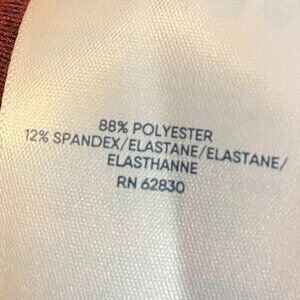 88% POLYESTER
12% SPANDEX/ELASTANE/ELASTANE/
ELASTHANNE
RN 62830